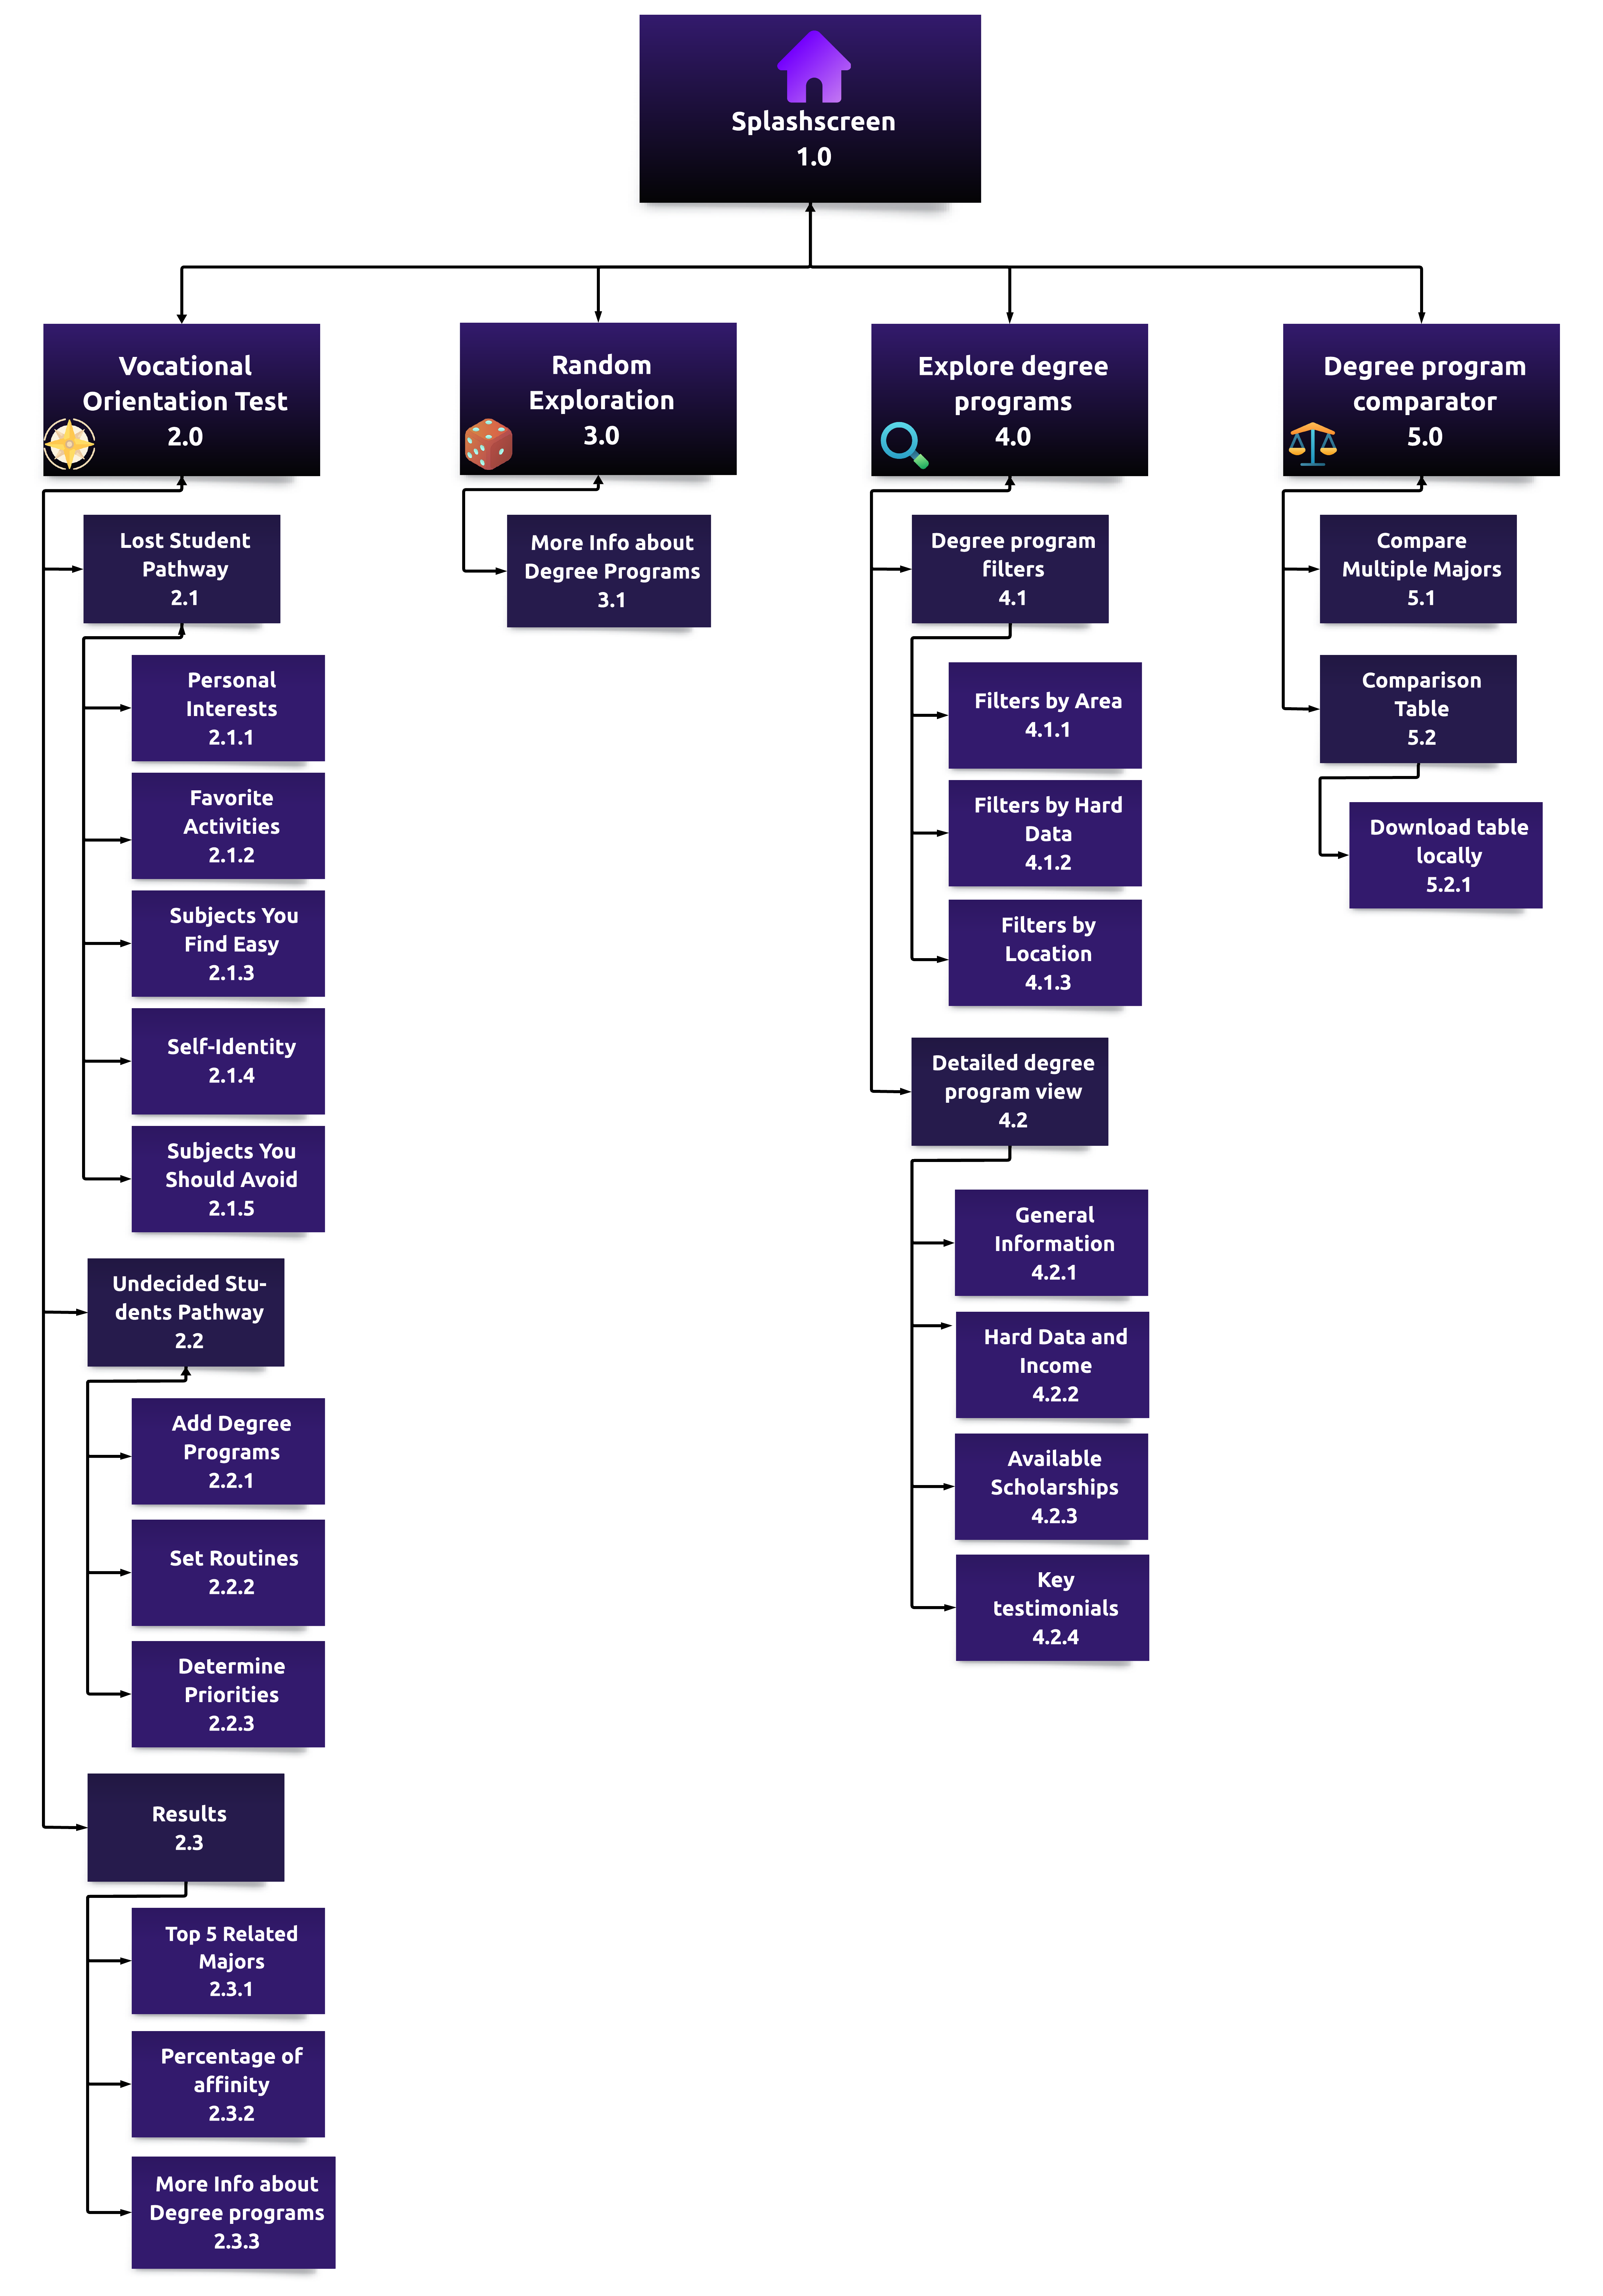 Splashscreen
1.0
Vocational
Orientation Test
2.0
Lost Student
Pathway
2.1
Personal
Interests
2.1.1
Favorite
Activities
2.1.2
Subjects You
Find Easy
2.1.3
Self-Identity
2.1.4
Subjects You
Should Avoid
2.1.5
Undecided Stu-
dents Pathway
2.2
Add Degree
Programs
2.2.1
Set Routines
2.2.2
Determine
Priorities
2.2.3
Results
2.3
Top 5 Related
Majors
2.3.1
Percentage of
affinity
2.3.2
More Info about
Degree programs
2.3.3
Random
Exploration
3.0
More Info about
Degree Programs
3.1
Explore degree
programs
4.0
Degree program
filters
4.1
Filters by Area
4.1.1
Filters by Hard
Data
4.1.2
Filters by
Location
4.1.3
Detailed degree
program view
4.2
General
Information
4.2.1
Hard Data and
Income
4.2.2
Available
Scholarships
4.2.3
Key
testimonials
4.2.4
Degree program
comparator
5.0
Compare
Multiple Majors
5.1
Comparison
Table
5.2
Download table
locally
5.2.1